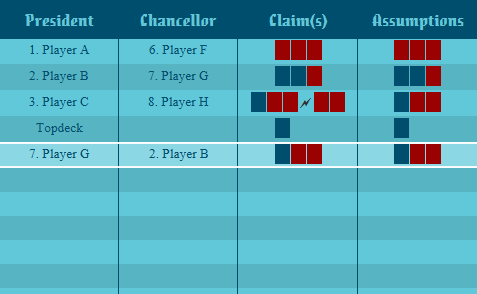 President Chancellor Claim(s) Assumptions
1. Player A 6. Player F
2. Player B 7. Player G
3. Player C 8. Player H
Topdeck
7. Player G 2. Player B